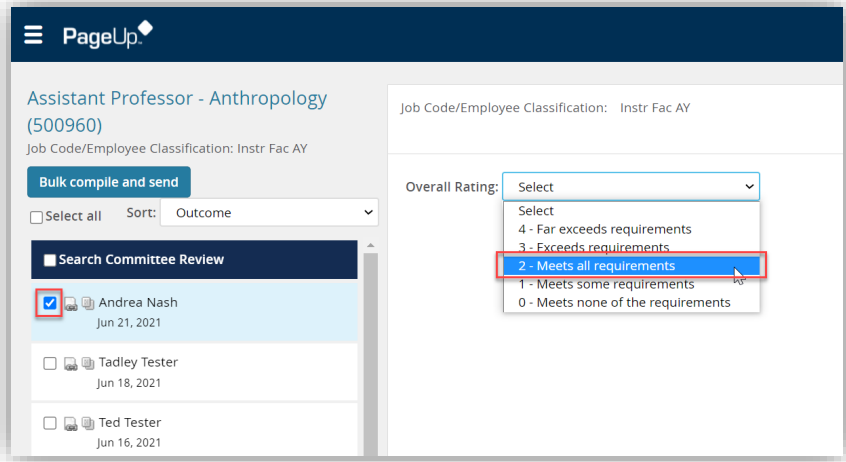 PageUp
Assistant Professor - Anthropology
(500960)
Job Code/Employee Classification: Instr Fac AY
Bulk compile and send
Select all
Sort:
Outcome
Search Committee Review
Andrea Nash
Jun 21, 2021
Tadley Tester
Jun 18, 2021
Ted Tester
Jun 16, 2021
Job Code/Employee Classification: Instr Fac AY
Overall Rating:
Select
Select
4 - Far exceeds requirements
3 - Exceeds requirements
2 - Meets all requirements
1 - Meets some requirements
0 - Meets none of the requirements